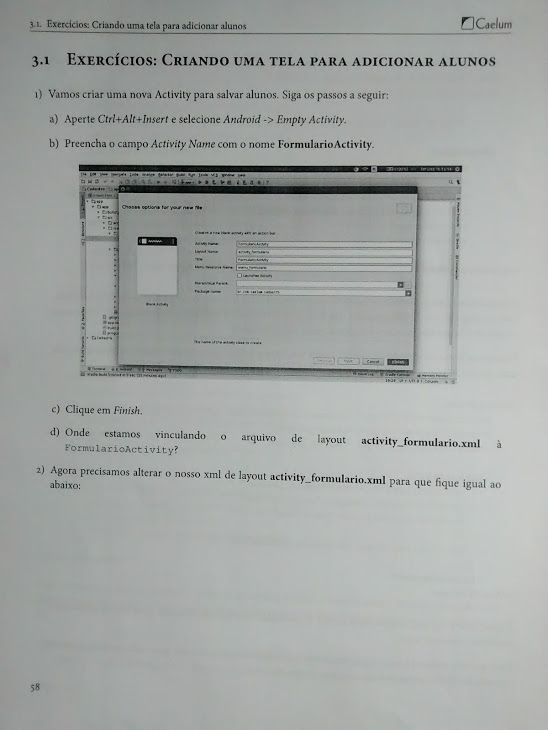 3.1. Exercícios: Criando uma tela para adicionar alunos
Caelum
3.1 Exercícios: Criando uma tela para adicionar alunos
1) Vamos criar uma nova Activity para salvar alunos. Siga os passos a seguir:
a) Aperte Ctrl+Alt+Insert e selecione Android -> Empty Activity.
b) Preencha o campo Activity Name com o nome FormularioActivity.
Choose options for your new file
Activity Name: FormularioActivity
Layout Name: activity_formulario
Title: FormularioActivity
Menu Resource Name: menu_formulario
Launcher Activity
Hierarchical Parent:
Package name:
Blank Activity
The name of the activity class to create
Cancel
Finish
c) Clique em Finish.
d) Onde estamos vinculando o arquivo de layout activity_formulario.xml à
FormularioActivity?
2) Agora precisamos alterar o nosso xml de layout activity_formulario.xml para que fique igual ao
abaixo:
58